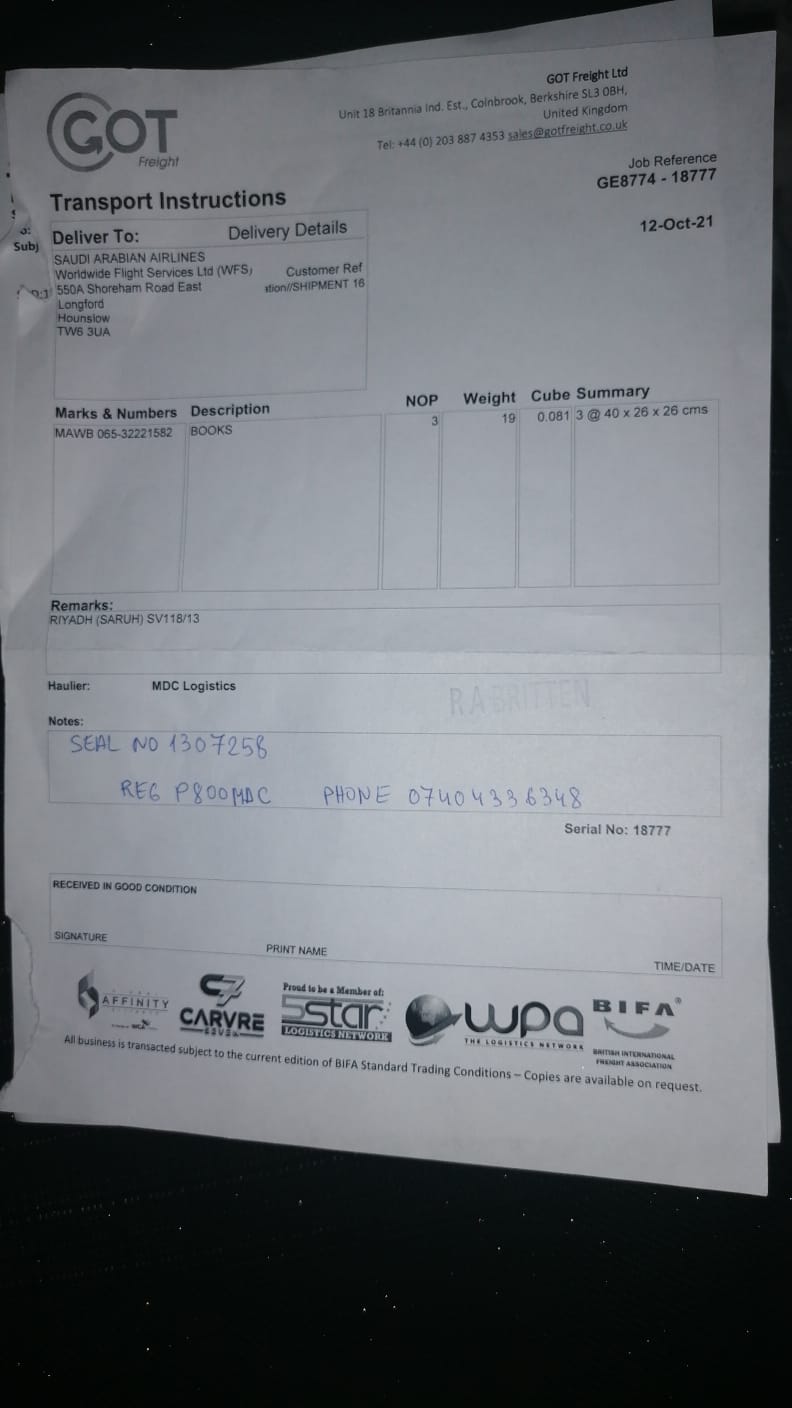 GOT
Freight
GOT Freight Ltd
Unit 18 Britannia Ind. Est., Colnbrook, Berkshire SL3 0BH,
United Kingdom
Tel: +44 (0) 203 887 4353 sales@gotfreight.co.uk
Job Reference
GE8774 - 18777
12-Oct-21
Transport Instructions
Subj
Deliver To: Delivery Details
SAUDI ARABIAN AIRLINES
Worldwide Flight Services Ltd (WFS) Customer Ref
550A Shoreham Road East tion//SHIPMENT 16
Longford
Hounslow
TW6 3UA
Marks & Numbers Description NOP Weight Cube Summary
MAWB 065-32221582 BOOKS 3 19 0.081 3 @ 40 x 26 x 26 cms
Remarks:
RIYADH (SARUH) SV118/13
Haulier: MDC Logistics
R A BRITTEN
Notes:
SEAL NO 1307258
REG P800MDC PHONE 07404336348
Serial No: 18777
RECEIVED IN GOOD CONDITION
SIGNATURE PRINT NAME TIME/DATE
AFFINITY
CARVRE
Proud to be a Member of:
5star
LOGISTICS NETWORK
wpa
THE LOGISTICS NETWORK
BIFA®
BRITISH INTERNATIONAL
FREIGHT ASSOCIATION
All business is transacted subject to the current edition of BIFA Standard Trading Conditions – Copies are available on request.